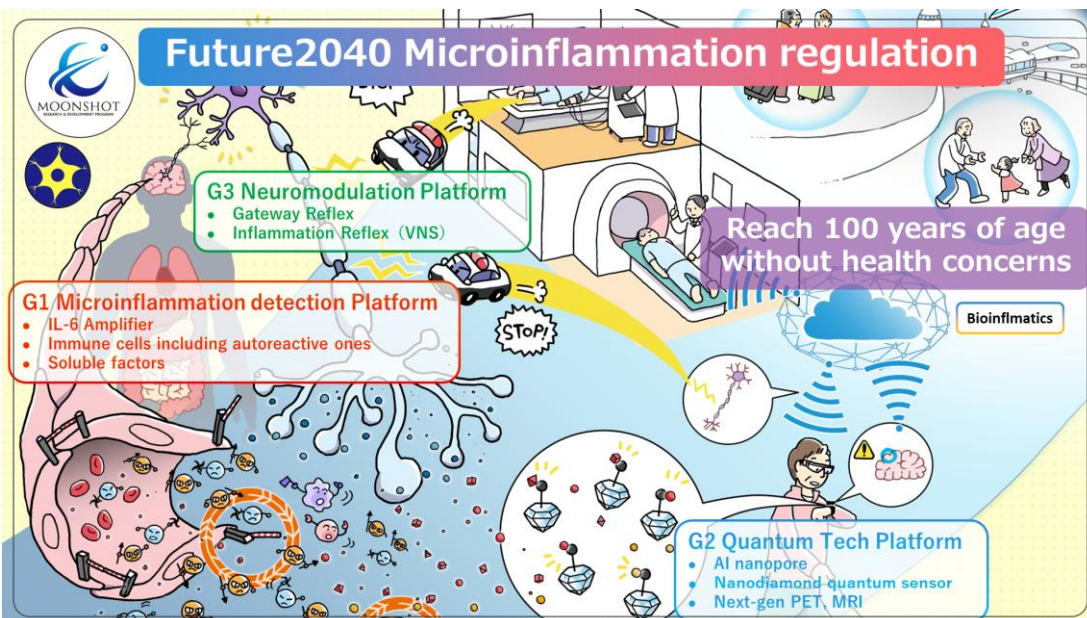 Future2040 Microinflammation regulation
MOONSHOT
RESEARCH & DEVELOPMENT PROGRAM
G3 Neuromodulation Platform
• Gateway Reflex
• Inflammation Reflex（VNS）
Reach 100 years of age
without health concerns
G1 Microinflammation detection Platform
• IL-6 Amplifier
• Immune cells including autoreactive ones
• Soluble factors
STOP!
Bioinflmatics
G2 Quantum Tech Platform
• AI nanopore
• Nanodiamond quantum sensor
• Next-gen PET, MRI